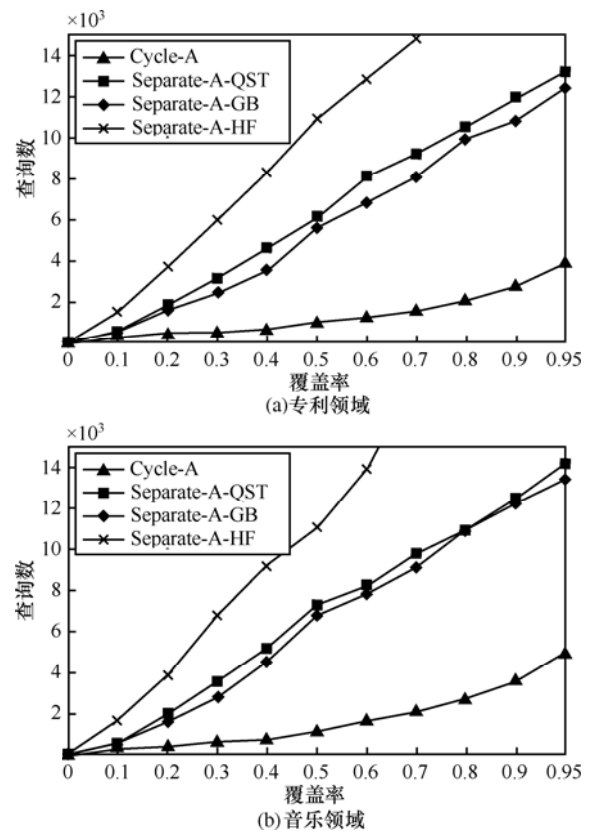 ×10³
14
12
10
8
6
4
2
查询数
Cycle-A
Separate-A-QST
Separate-A-GB
Separate-A-HF
0 0.1 0.2 0.3 0.4 0.5 0.6 0.7 0.8 0.9 0.95
覆盖率
(a)专利领域
×10³
14
12
10
6
4
2
查询数
Cycle-A
Separate-A-QST
Separate-A-GB
Separate-A-HF
0 0.1 0.2 0.3 0.4 0.5 0.6 0.7 0.8 0.9 0.95
覆盖率
(b)音乐领域